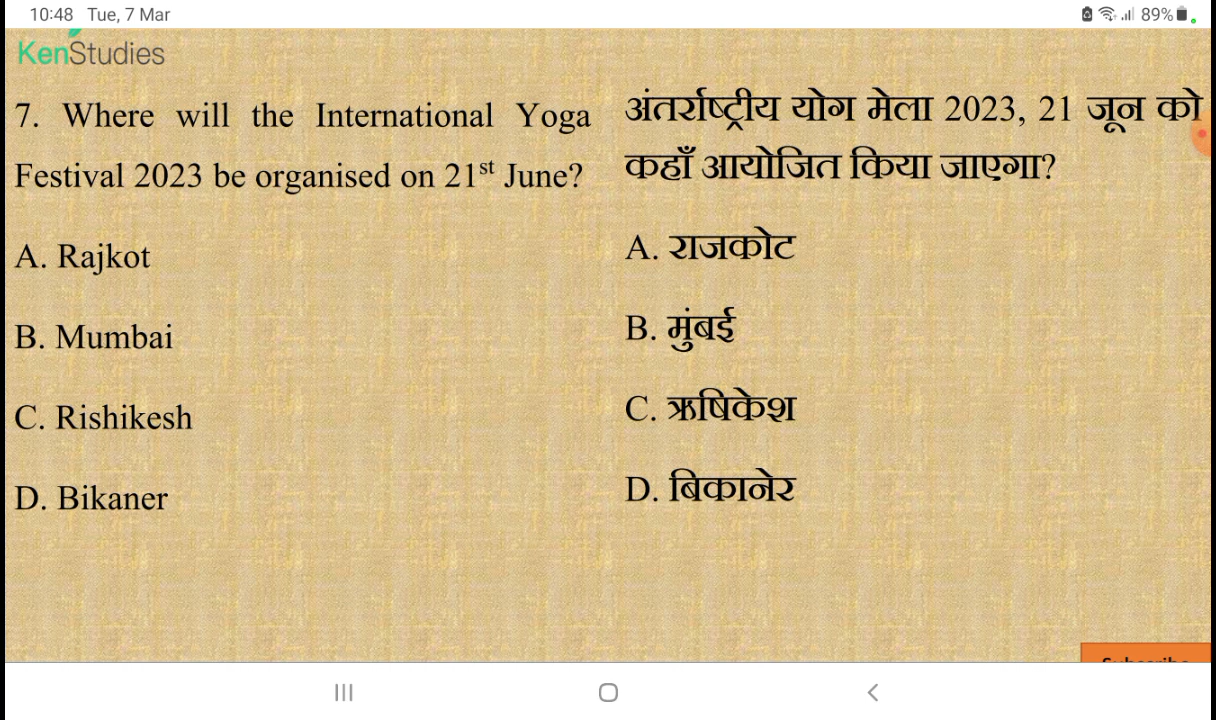 10:48 Tue, 7 Mar 89%
KenStudies
7. Where will the International Yoga
Festival 2023 be organised on 21st June?
A. Rajkot
B. Mumbai
C. Rishikesh
D. Bikaner
अंतर्राष्ट्रीय योग मेला 2023, 21 जून को
कहाँ आयोजित किया जाएगा?
A. राजकोट
B. मुंबई
C. ऋषिकेश
D. बिकानेर